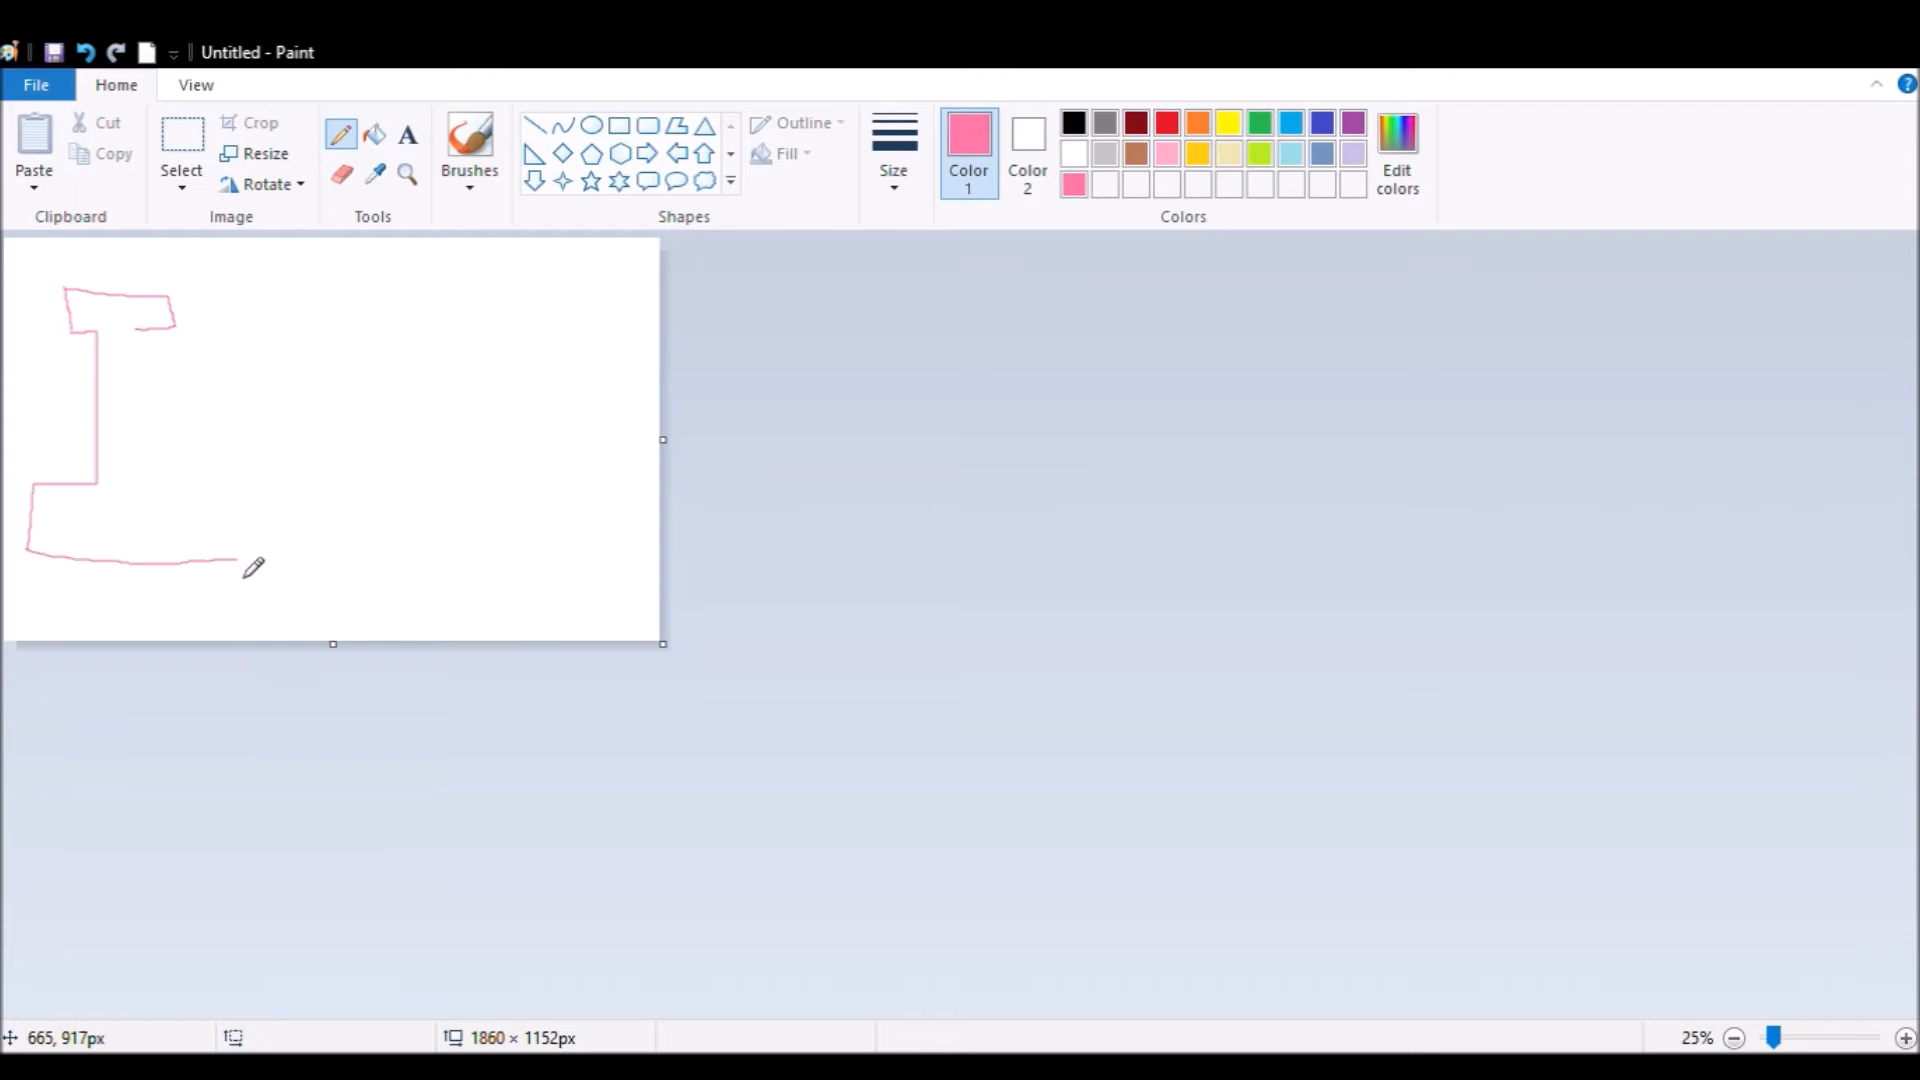 Untitled - Paint
File Home View
Cut
Copy
Paste
Clipboard
Crop
Resize
Rotate
Select
Image
A
Tools
Brushes
Outline
Fill
Shapes
Size
Color 1
Color 2
Edit colors
Colors
?
665, 917px
1860 × 1152px
25%